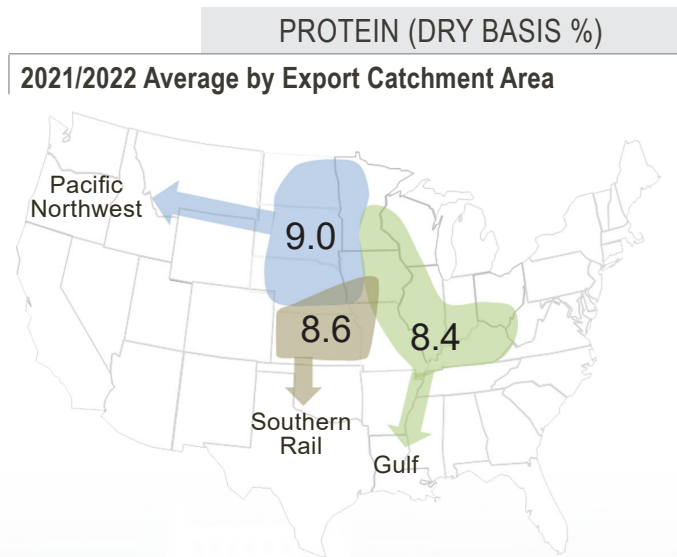 PROTEIN (DRY BASIS %)
2021/2022 Average by Export Catchment Area
Pacific
Northwest
9.0
8.6
8.4
Southern
Rail
Gulf